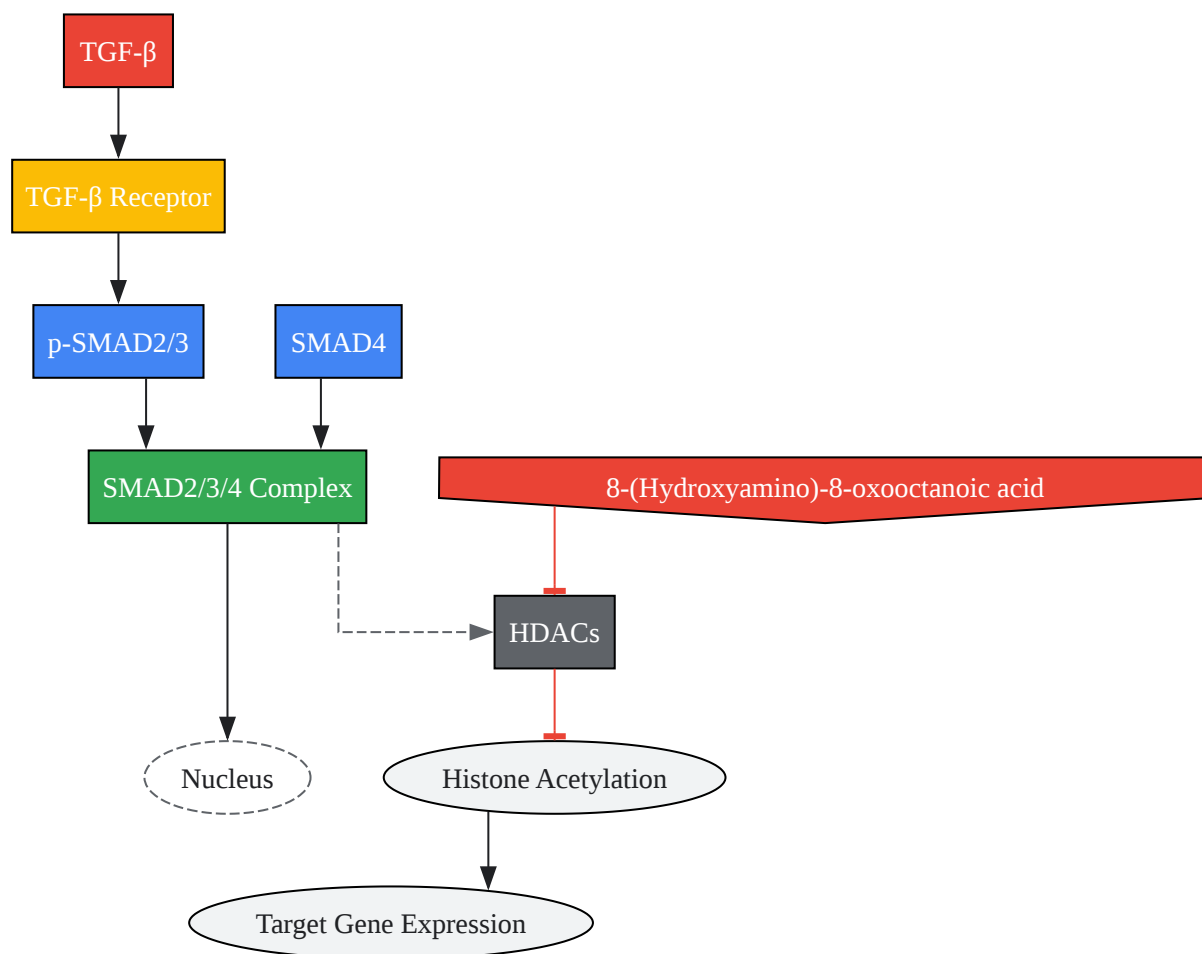 TGF-β
TGF-β Receptor
p-SMAD2/3
SMAD4
SMAD2/3/4 Complex
8-(Hydroxyamino)-8-oxooctanoic acid
HDACs
Nucleus
Histone Acetylation
Target Gene Expression